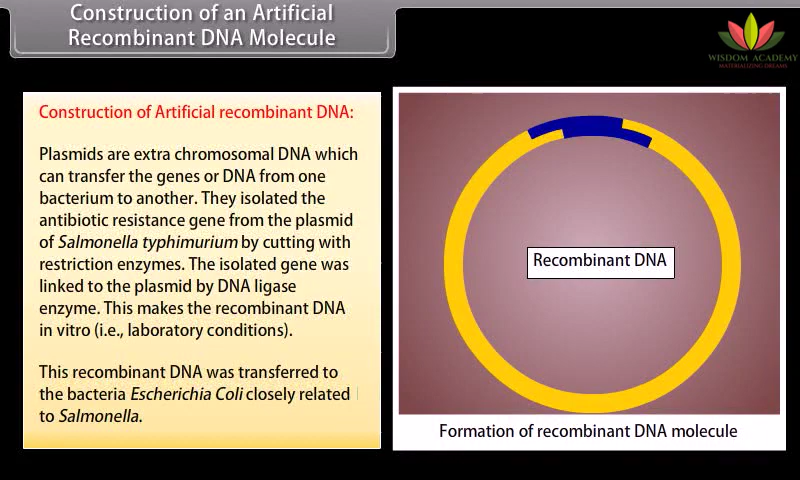 Construction of an Artificial
Recombinant DNA Molecule
WISDOM ACADEMY
MATERIALIZING DREAMS
Construction of Artificial recombinant DNA:
Plasmids are extra chromosomal DNA which
can transfer the genes or DNA from one
bacterium to another. They isolated the
antibiotic resistance gene from the plasmid
of Salmonella typhimurium by cutting with
restriction enzymes. The isolated gene was
linked to the plasmid by DNA ligase
enzyme. This makes the recombinant DNA
in vitro (i.e., laboratory conditions).
This recombinant DNA was transferred to
the bacteria Escherichia Coli closely related
to Salmonella.
Recombinant DNA
Formation of recombinant DNA molecule